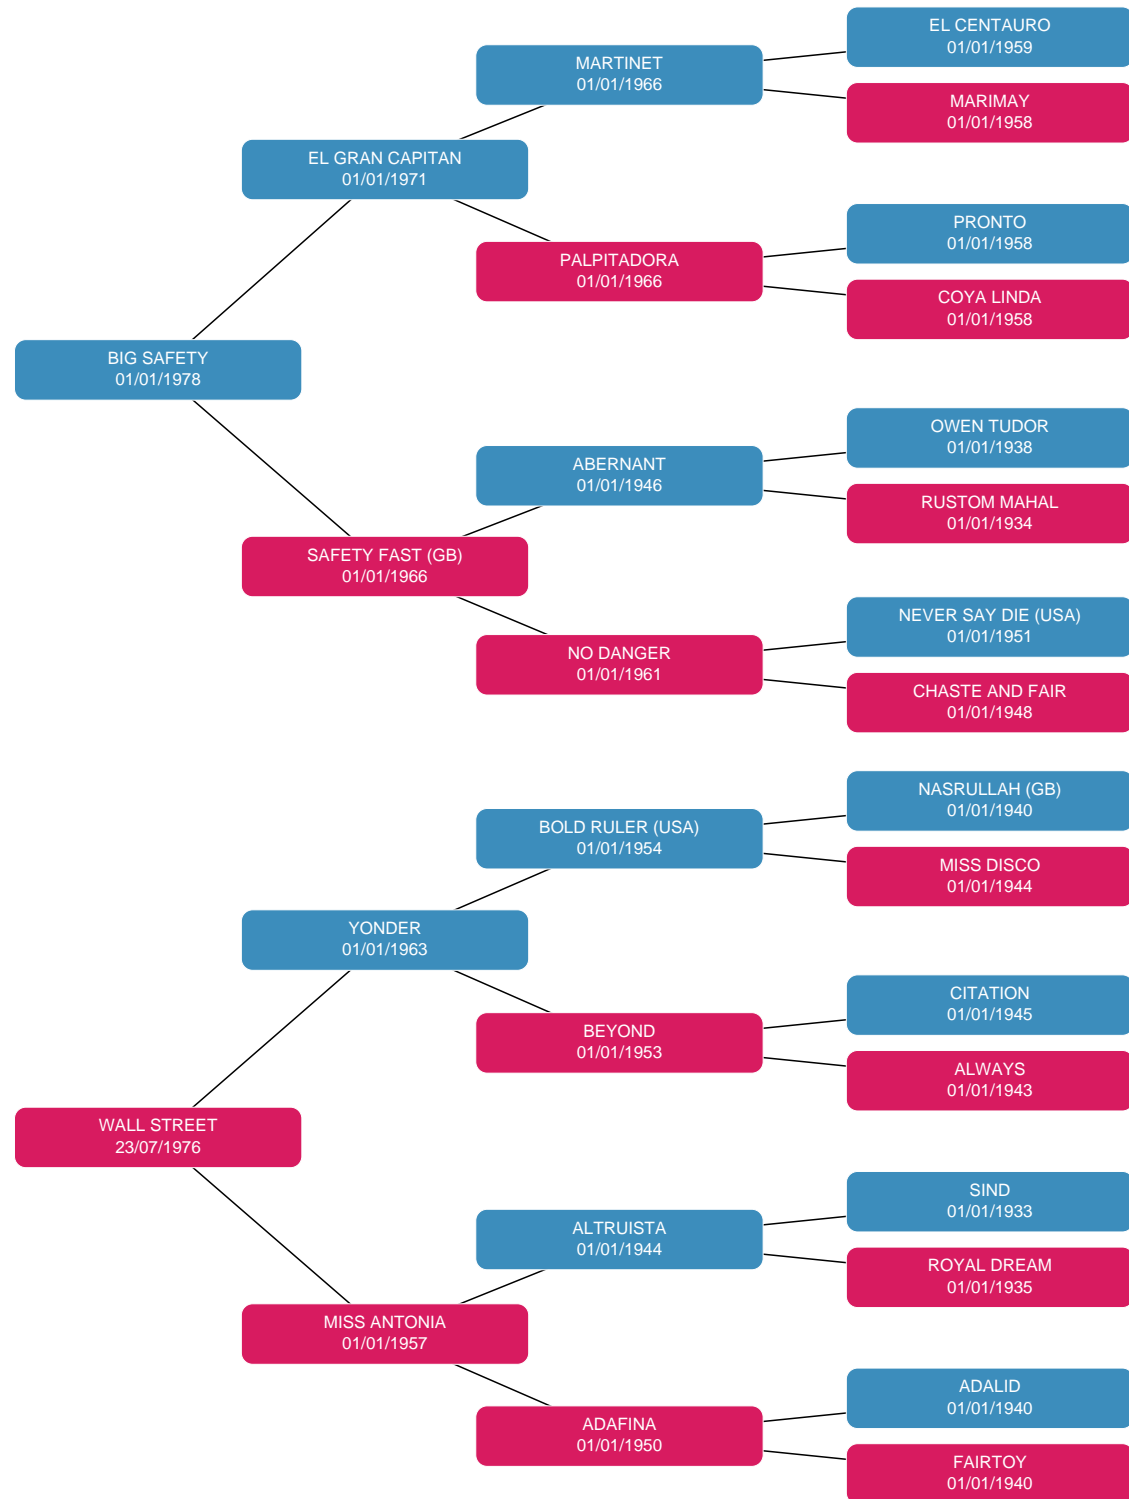 EL CENTAURO
01/01/1959
MARTINET
01/01/1966
MARIMAY
01/01/1958
EL GRAN CAPITAN
01/01/1971
PRONTO
01/01/1958
PALPITADORA
01/01/1966
COYA LINDA
01/01/1958
BIG SAFETY
01/01/1978
OWEN TUDOR
01/01/1938
ABERNANT
01/01/1946
RUSTOM MAHAL
01/01/1934
SAFETY FAST (GB)
01/01/1966
NEVER SAY DIE (USA)
01/01/1951
NO DANGER
01/01/1961
CHASTE AND FAIR
01/01/1948
NASRULLAH (GB)
01/01/1940
BOLD RULER (USA)
01/01/1954
MISS DISCO
01/01/1944
YONDER
01/01/1963
CITATION
01/01/1945
BEYOND
01/01/1953
ALWAYS
01/01/1943
WALL STREET
23/07/1976
SIND
01/01/1933
ALTRUISTA
01/01/1944
ROYAL DREAM
01/01/1935
MISS ANTONIA
01/01/1957
ADALID
01/01/1940
ADAFINA
01/01/1950
FAIRTOY
01/01/1940